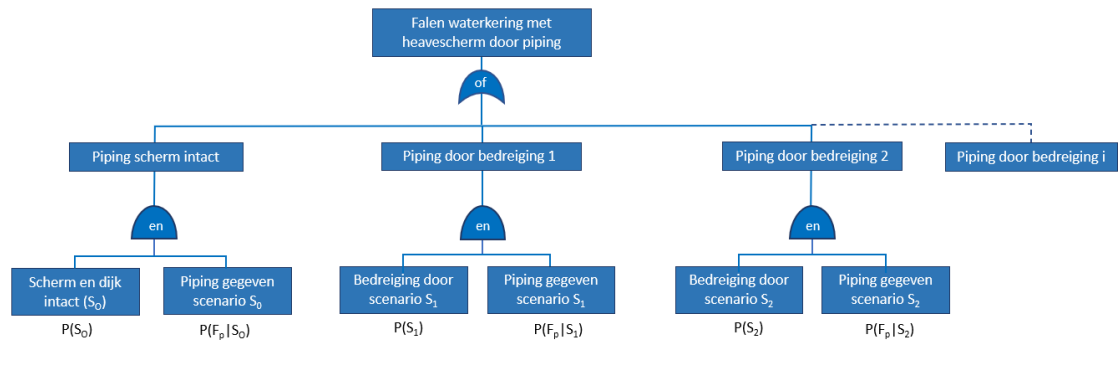 Falen waterkering met
heavescherm door piping
of
Piping scherm intact
Piping door bedreiging 1
Piping door bedreiging 2
Piping door bedreiging i
en
en
en
Scherm en dijk
intact (S₀)
Piping gegeven
scenario S₀
Bedreiging door
scenario S₁
Piping gegeven
scenario S₁
Bedreiging door
scenario S₂
Piping gegeven
scenario S₂
P(S₀)
P(Fₚ|S₀)
P(S₁)
P(Fₚ|S₁)
P(S₂)
P(Fₚ|S₂)